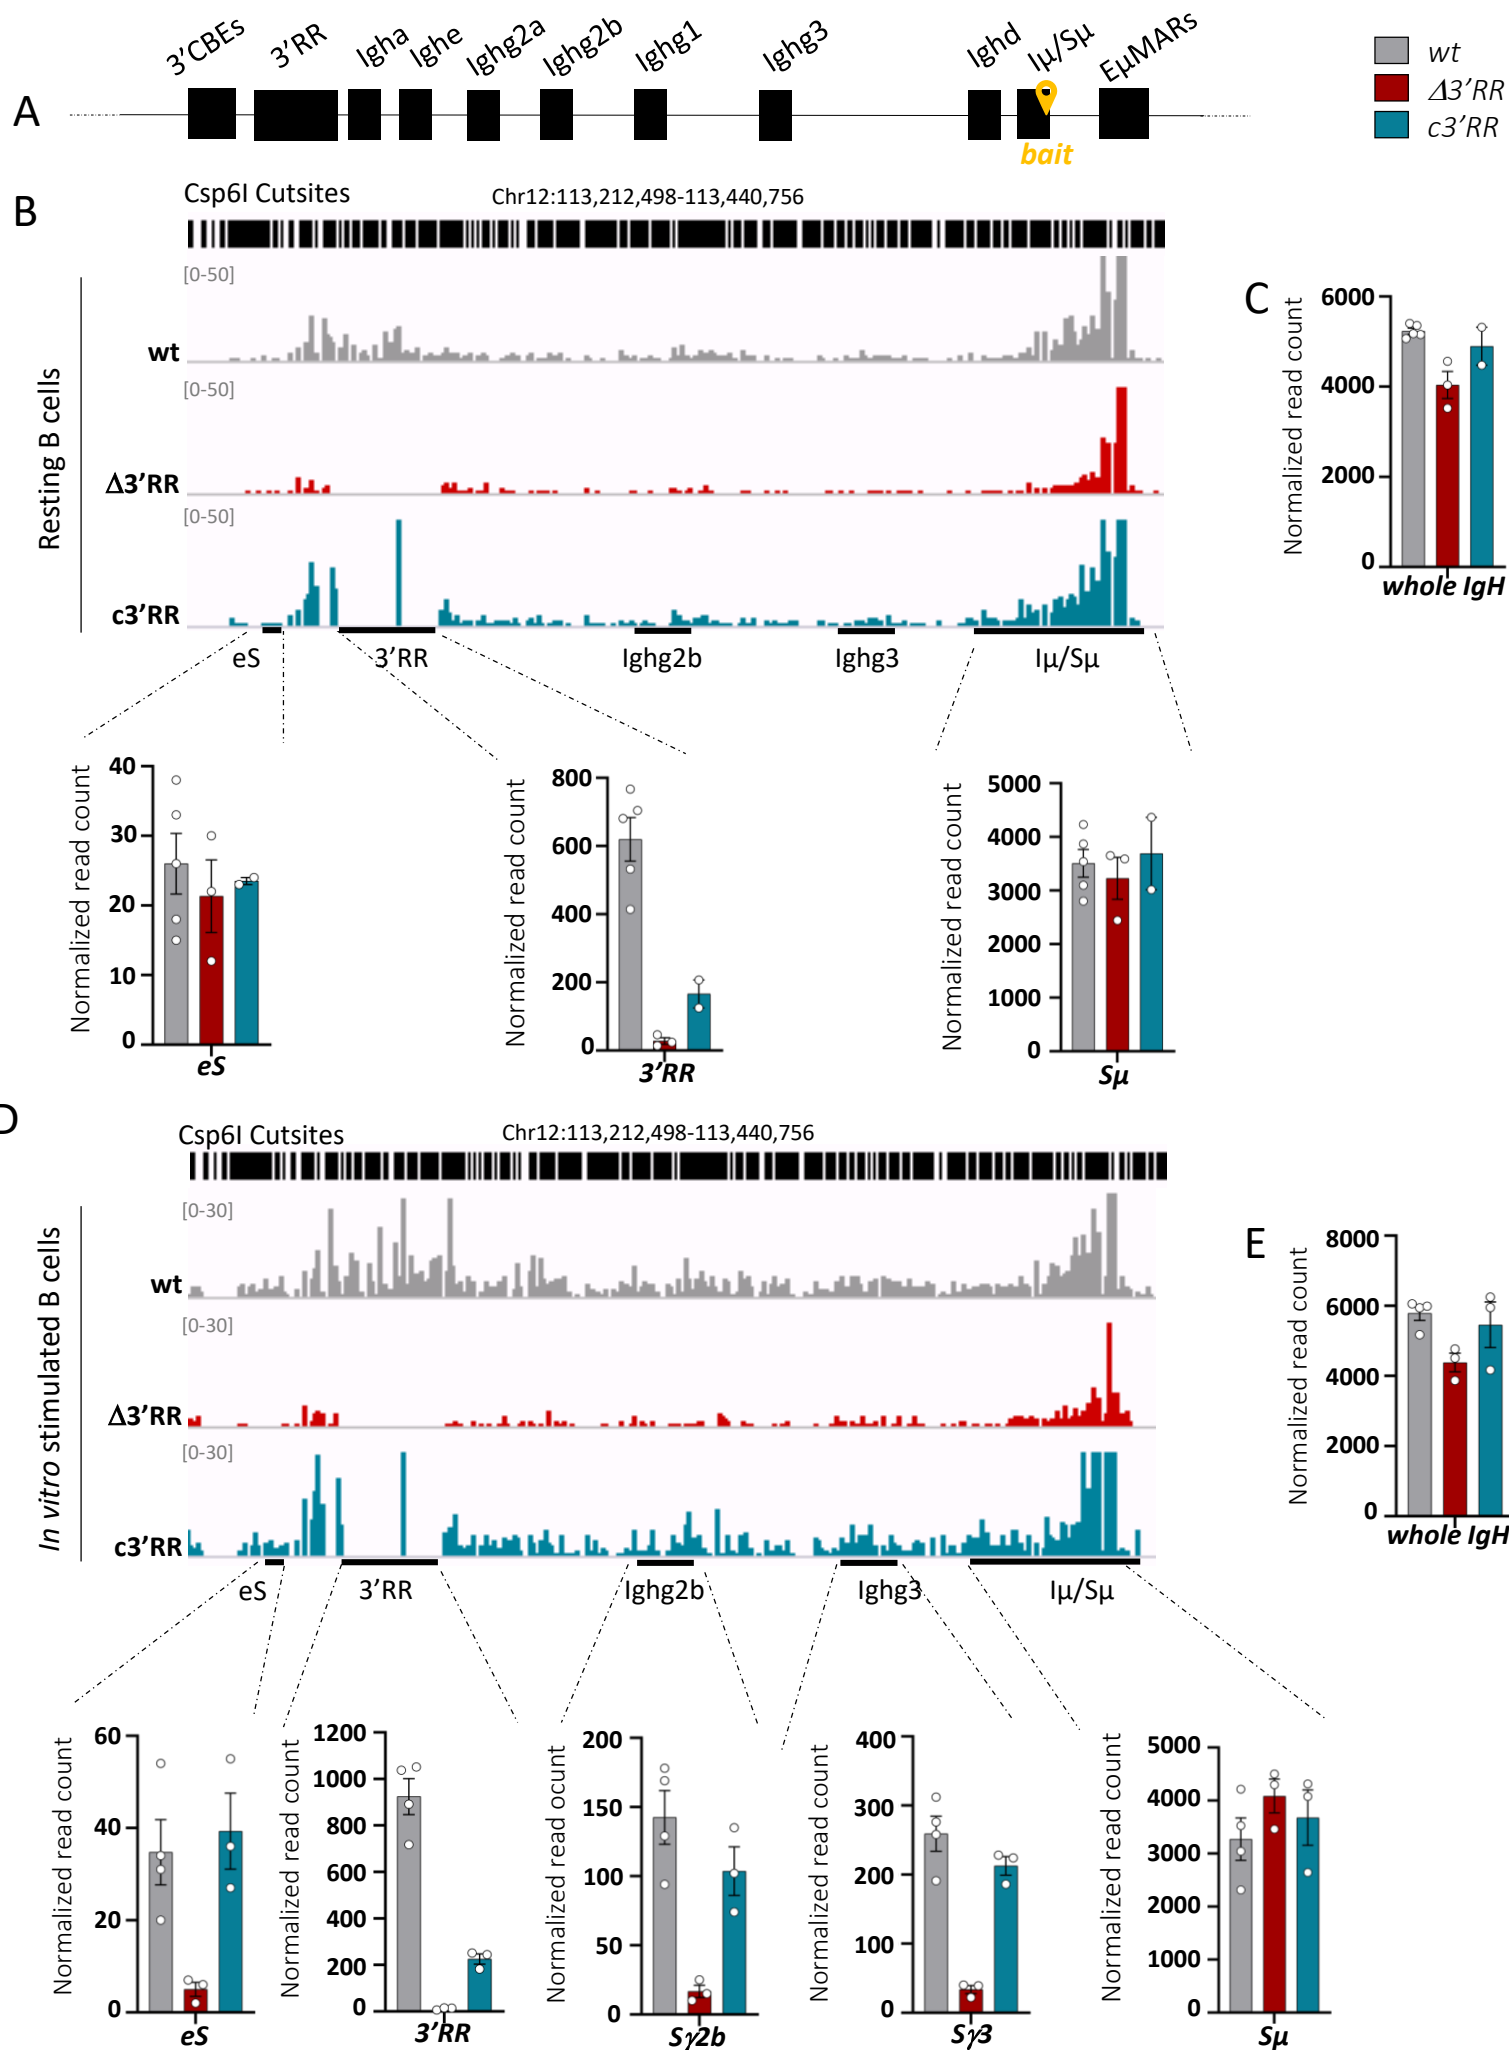 3'CBEs 3'RR Igha Ighe Ighg2a Ighg2b Ighg1 Ighg3 Ighd Iμ/Sμ EμMARs
wt
Δ3'RR
c3'RR
A
bait
B
Csp6I Cutsites Chr12:113,212,498-113,440,756
Resting B cells
[0-50]
wt
[0-50]
Δ3'RR
[0-50]
c3'RR
eS 3'RR Ighg2b Ighg3 Iμ/Sμ
C
Normalized read count
6000
4000
2000
0
whole IgH
Normalized read count
40
30
20
10
0
eS
Normalized read count
800
600
400
200
0
3'RR
Normalized read count
5000
4000
3000
2000
1000
0
Sμ
D
Csp6I Cutsites Chr12:113,212,498-113,440,756
In vitro stimulated B cells
[0-30]
wt
[0-30]
Δ3'RR
[0-30]
c3'RR
eS 3'RR Ighg2b Ighg3 Iμ/Sμ
E
Normalized read count
8000
6000
4000
2000
0
whole IgH
Normalized read count
60
40
20
0
eS
Normalized read count
1200
1000
800
600
400
200
0
3'RR
Normalized read ocunt
200
150
100
50
0
Sγ2b
Normalized read count
400
300
200
100
0
Sγ3
Normalized read count
5000
4000
3000
2000
1000
0
Sμ